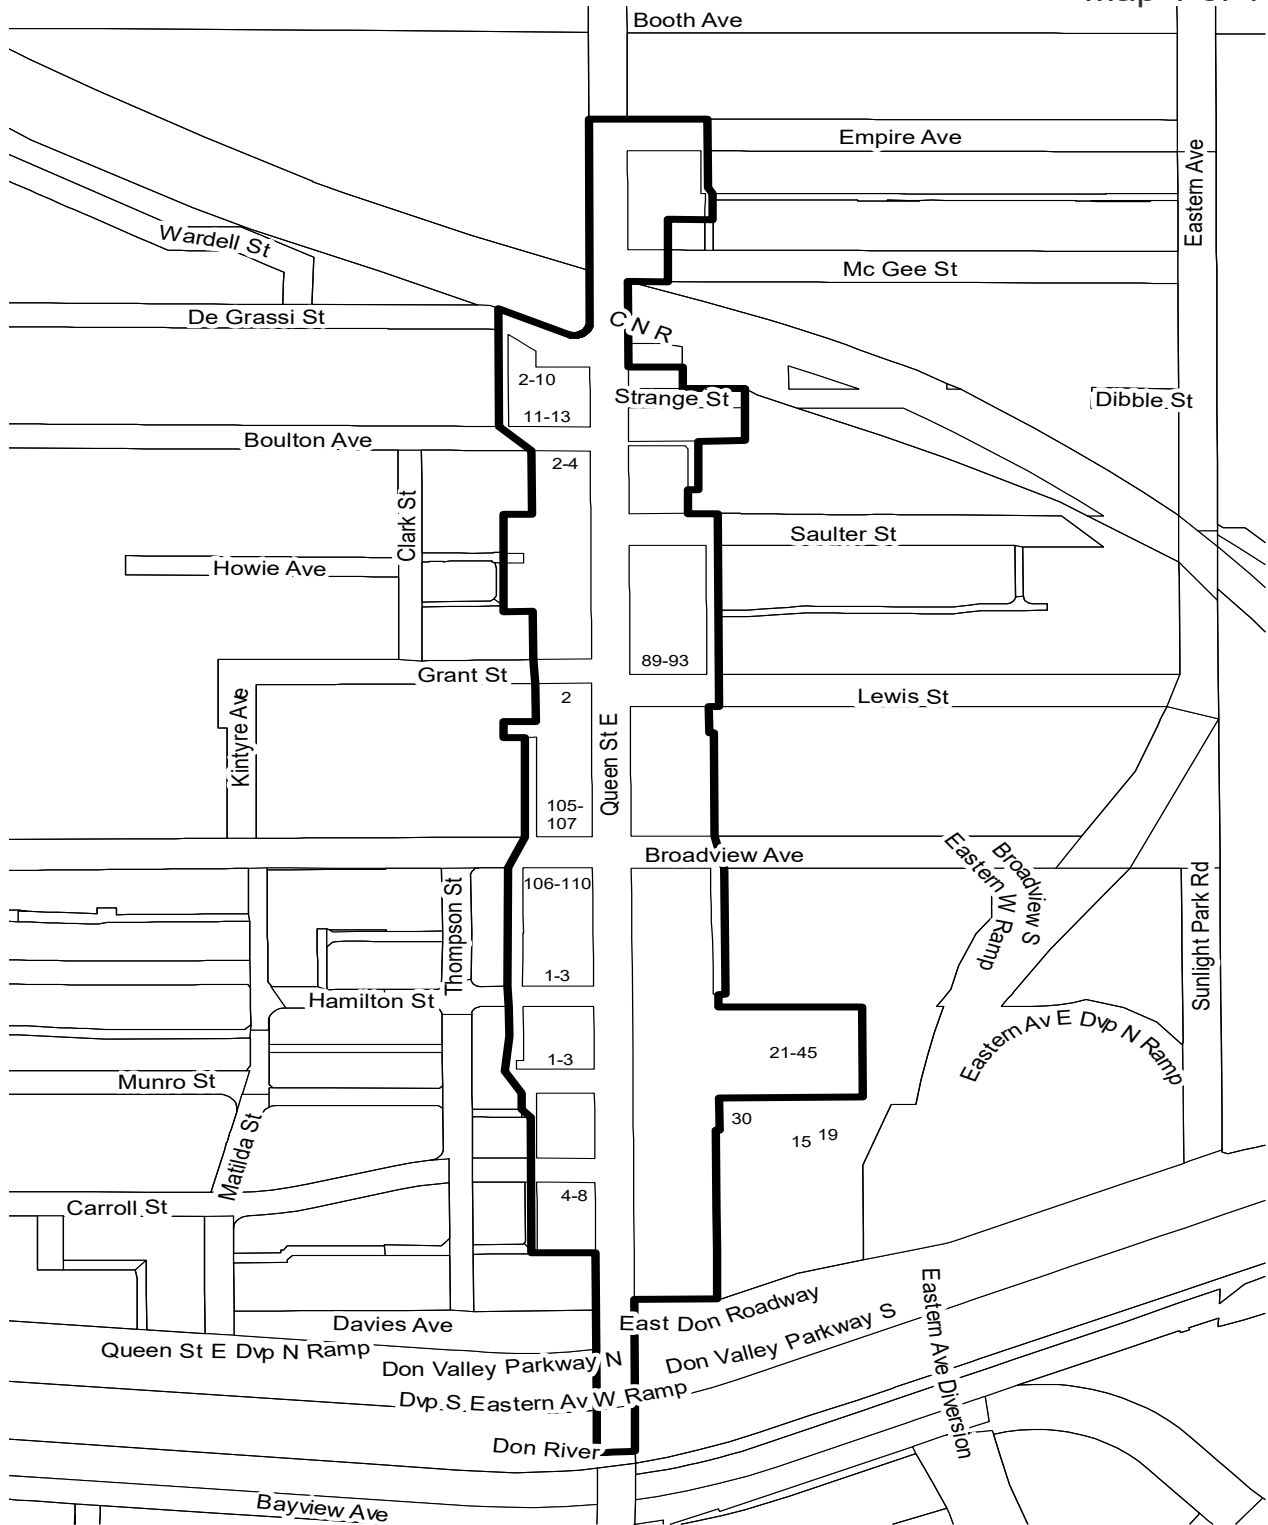 Booth Ave
Empire Ave
Eastern Ave
Wardell St
Mc Gee St
De Grassi St
C N R
2-10
Strange St
Dibble St
11-13
Boulton Ave
2-4
Clark St
Saulter St
Howie Ave
89-93
Grant St
2
Lewis St
Kintyre Ave
Queen St E
105-
107
Broadview Ave
Broadview S
Eastern W Ramp
106-110
Thompson St
Sunlight Park Rd
1-3
Hamilton St
Eastern Av E Dvp N Ramp
1-3
21-45
Munro St
30
15
19
Matilda St
4-8
Carroll St
East Don Roadway
Eastern Ave Diversion
Davies Ave
Don Valley Parkway S
Queen St E Dvp N Ramp
Don Valley Parkway N
Dvp S Eastern Av W Ramp
Don River
Bayview Ave